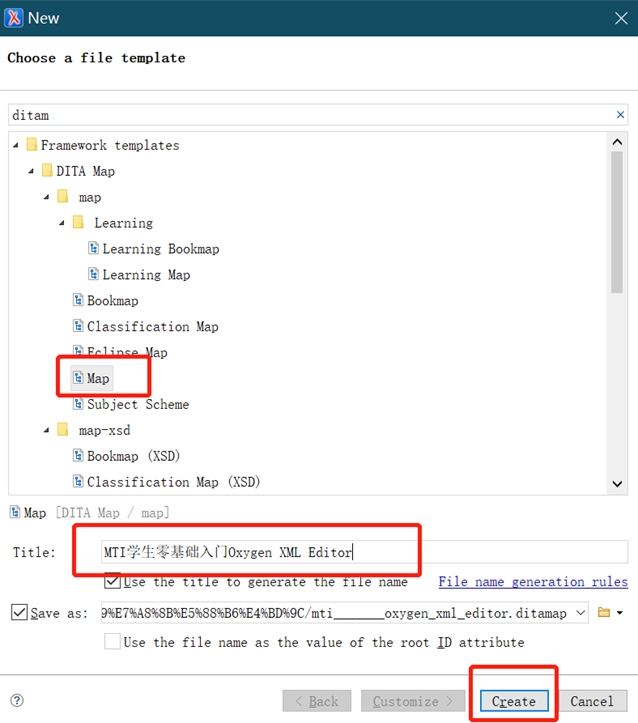 New
Choose a file template
ditam
Framework templates
DITA Map
map
Learning
Learning Bookmap
Learning Map
Bookmap
Classification Map
Eclipse Map
Map
Subject Scheme
map-xsd
Bookmap (XSD)
Classification Map (XSD)
Map [DITA Map / map]
Title: MTI学生零基础入门Oxygen XML Editor
Use the title to generate the file name File name generation rules
Save as: 9%E7%A8%8B%E5%88%B6%E4%BD%9C/mti________oxygen_xml_editor.ditamap
Use the file name as the value of the root ID attribute
? < Back Customize > Create Cancel